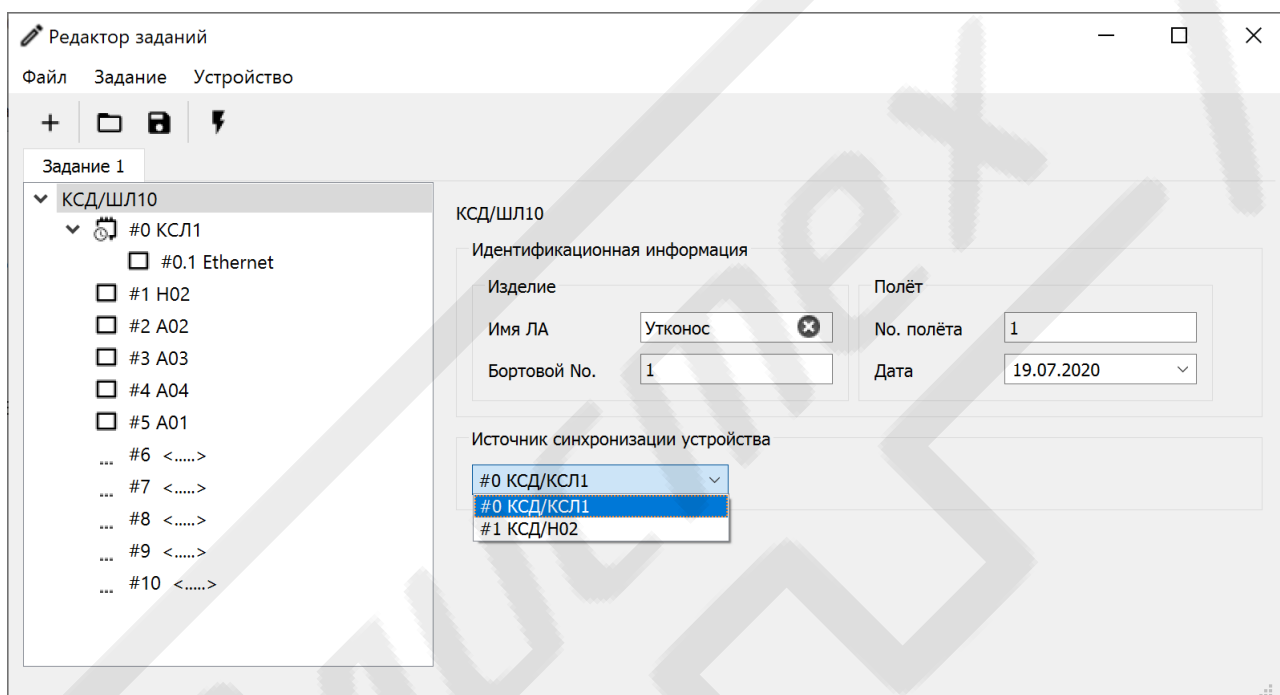 Редактор заданий
Файл Задание Устройство
Задание 1
КСД/ШЛ10
#0 КСЛ1
#0.1 Ethernet
#1 Н02
#2 А02
#3 А03
#4 А04
#5 А01
#6 <.....>
#7 <.....>
#8 <.....>
#9 <.....>
#10 <.....>
КСД/ШЛ10
Идентификационная информация
Изделие
Имя ЛА Утконос
Бортовой No. 1
Полёт
No. полёта 1
Дата 19.07.2020
Источник синхронизации устройства
#0 КСД/КСЛ1
#0 КСД/КСЛ1
#1 КСД/Н02